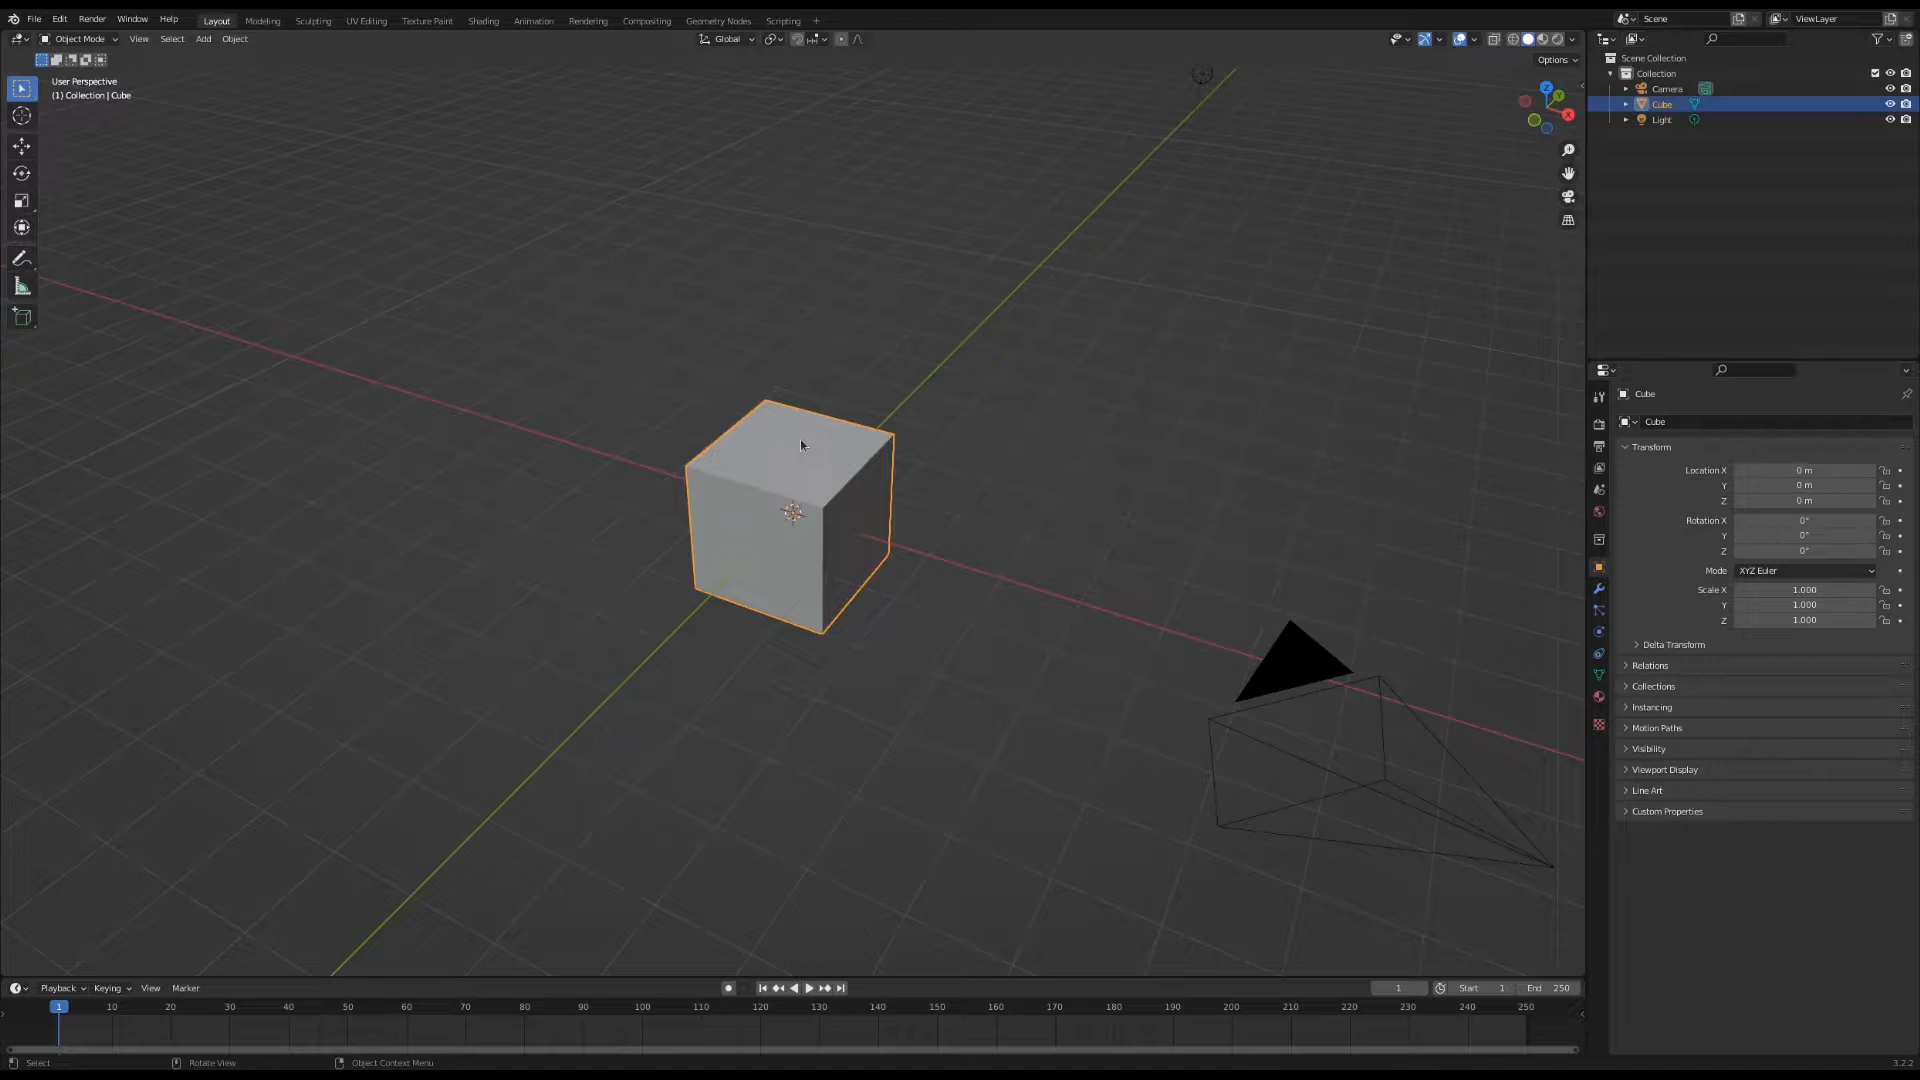 File Edit Render Window Help Layout Modeling Sculpting UV Editing Texture Paint Shading Animation Rendering Compositing Geometry Nodes Scripting + Scene ViewLayer
Object Mode View Select Add Object Global
Options
User Perspective
(1) Collection | Cube
Z
Y
X
Scene Collection
Collection
Camera
Cube
Light
Cube
Cube
Transform
Location X 0 m
Y 0 m
Z 0 m
Rotation X 0°
Y 0°
Z 0°
Mode XYZ Euler
Scale X 1.000
Y 1.000
Z 1.000
Delta Transform
Relations
Collections
Instancing
Motion Paths
Visibility
Viewport Display
Line Art
Custom Properties
Playback Keying View Marker 1 Start 1 End 250
1 10 20 30 40 50 60 70 80 90 100 110 120 130 140 150 160 170 180 190 200 210 220 230 240 250
Select Rotate View Object Context Menu 3.2.2